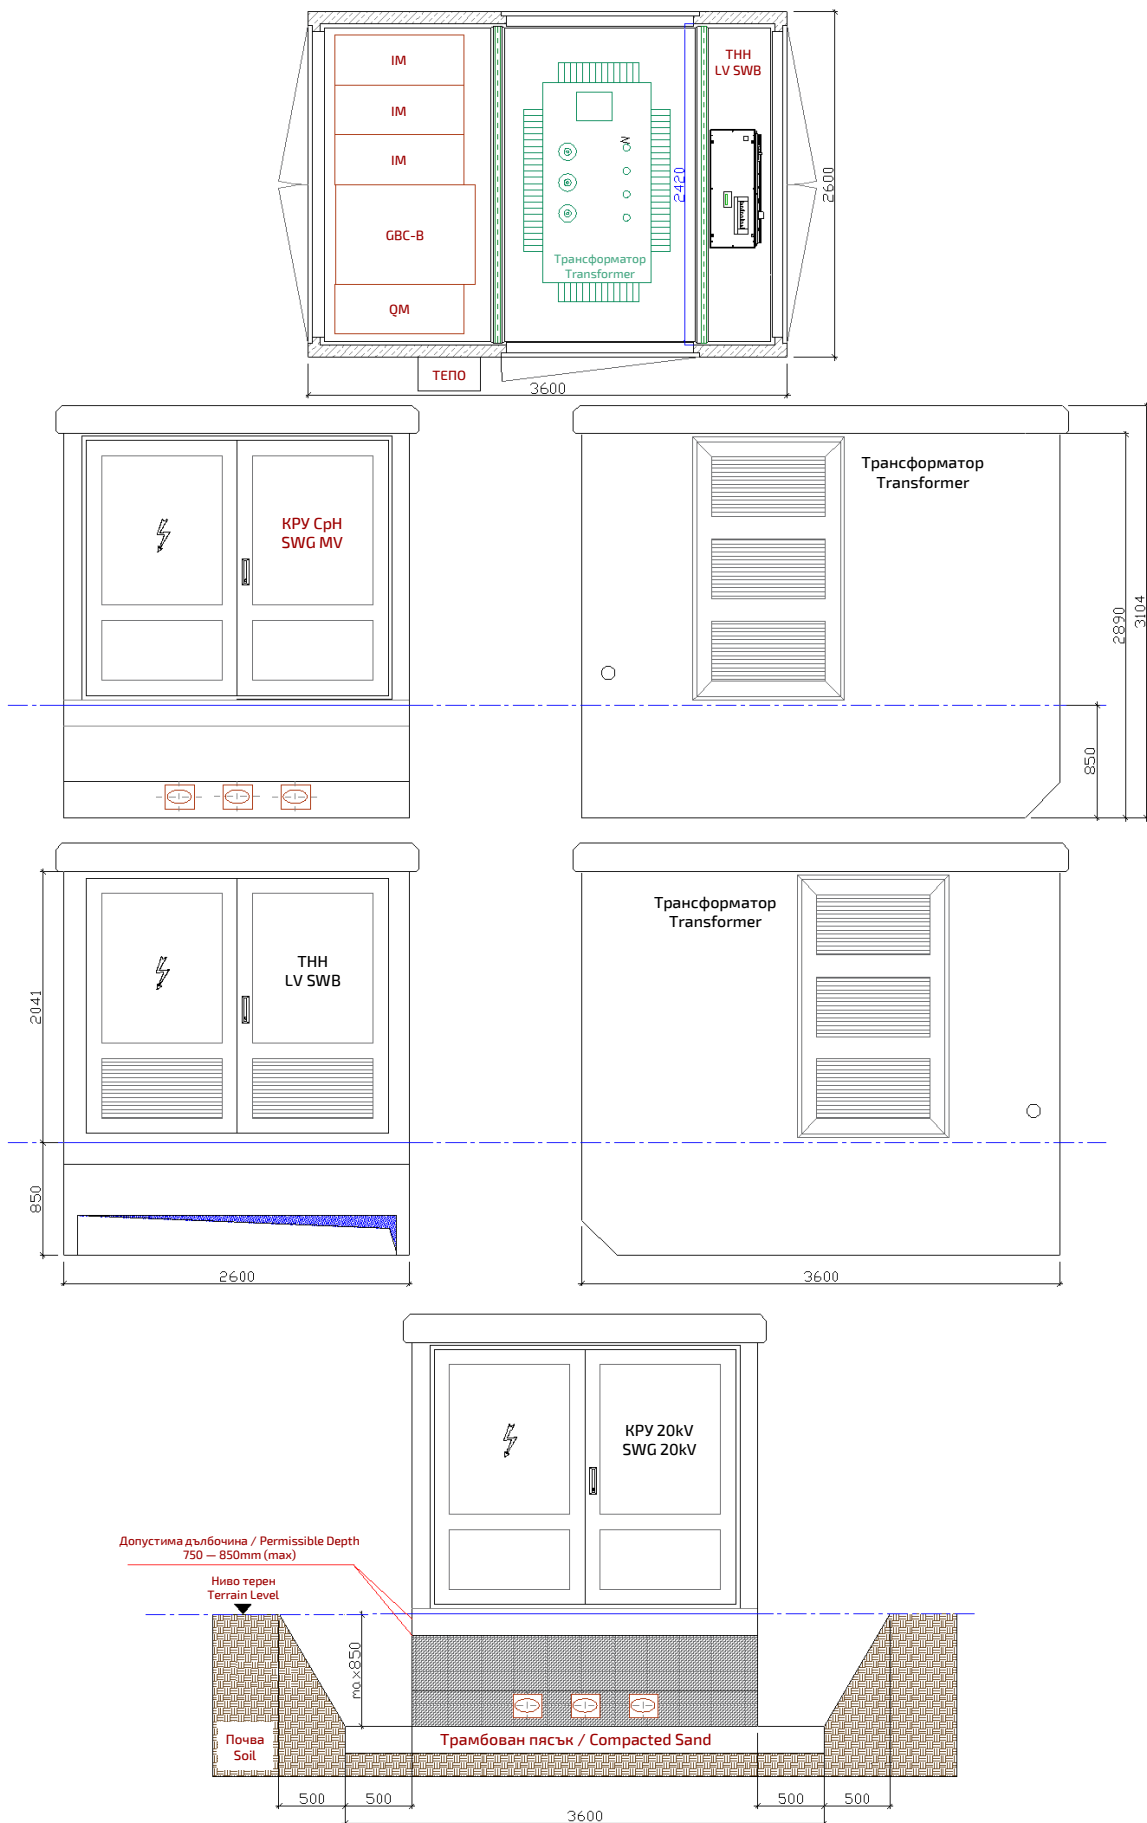 IM
IM
IM
GBC-B
QM
Трансформатор
Transformer
ТНН
LV SWB
2420
2600
ТЕПО
3600
КРУ СрН
SWG MV
Трансформатор
Transformer
850
2890
3104
ТНН
LV SWB
2041
850
2600
Трансформатор
Transformer
3600
КРУ 20kV
SWG 20kV
Допустима дълбочина / Permissible Depth
750 — 850mm (max)
Ниво терен
Terrain Level
max850
Почва
Soil
Трамбован пясък / Compacted Sand
500
500
500
500
3600